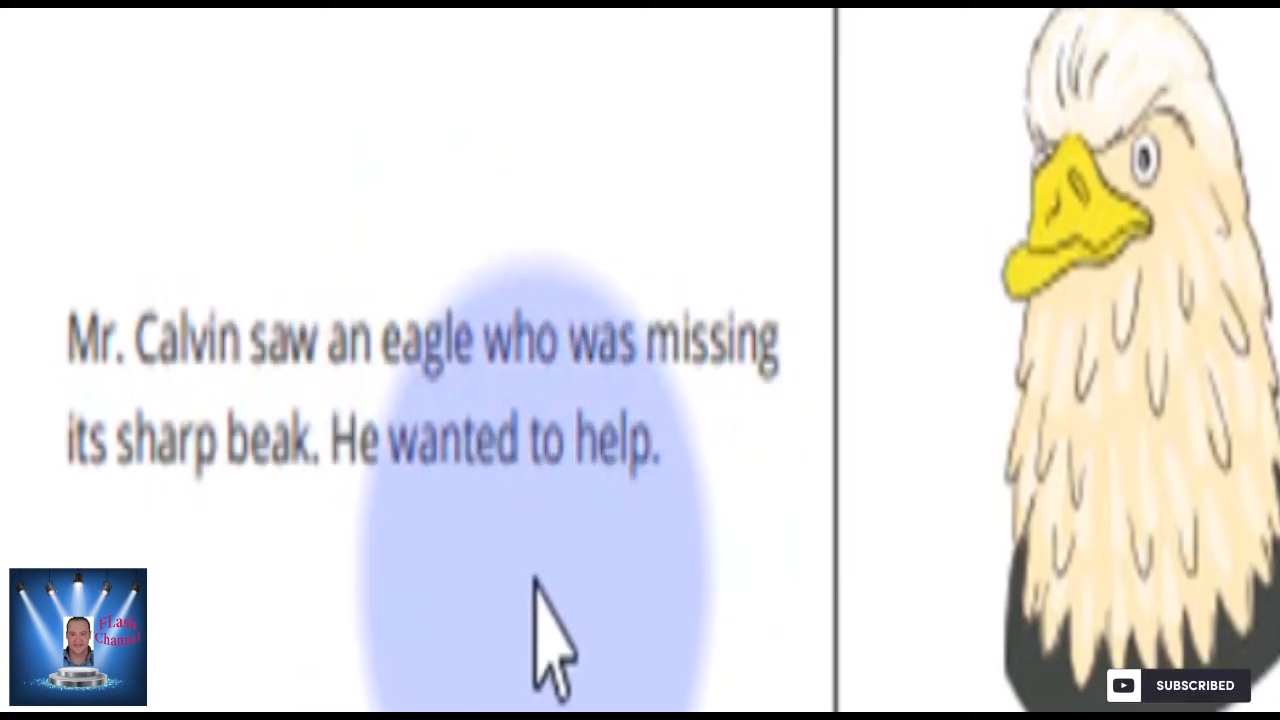 Mr. Calvin saw an eagle who was missing
its sharp beak. He wanted to help.
FLash
Channel
SUBSCRIBED